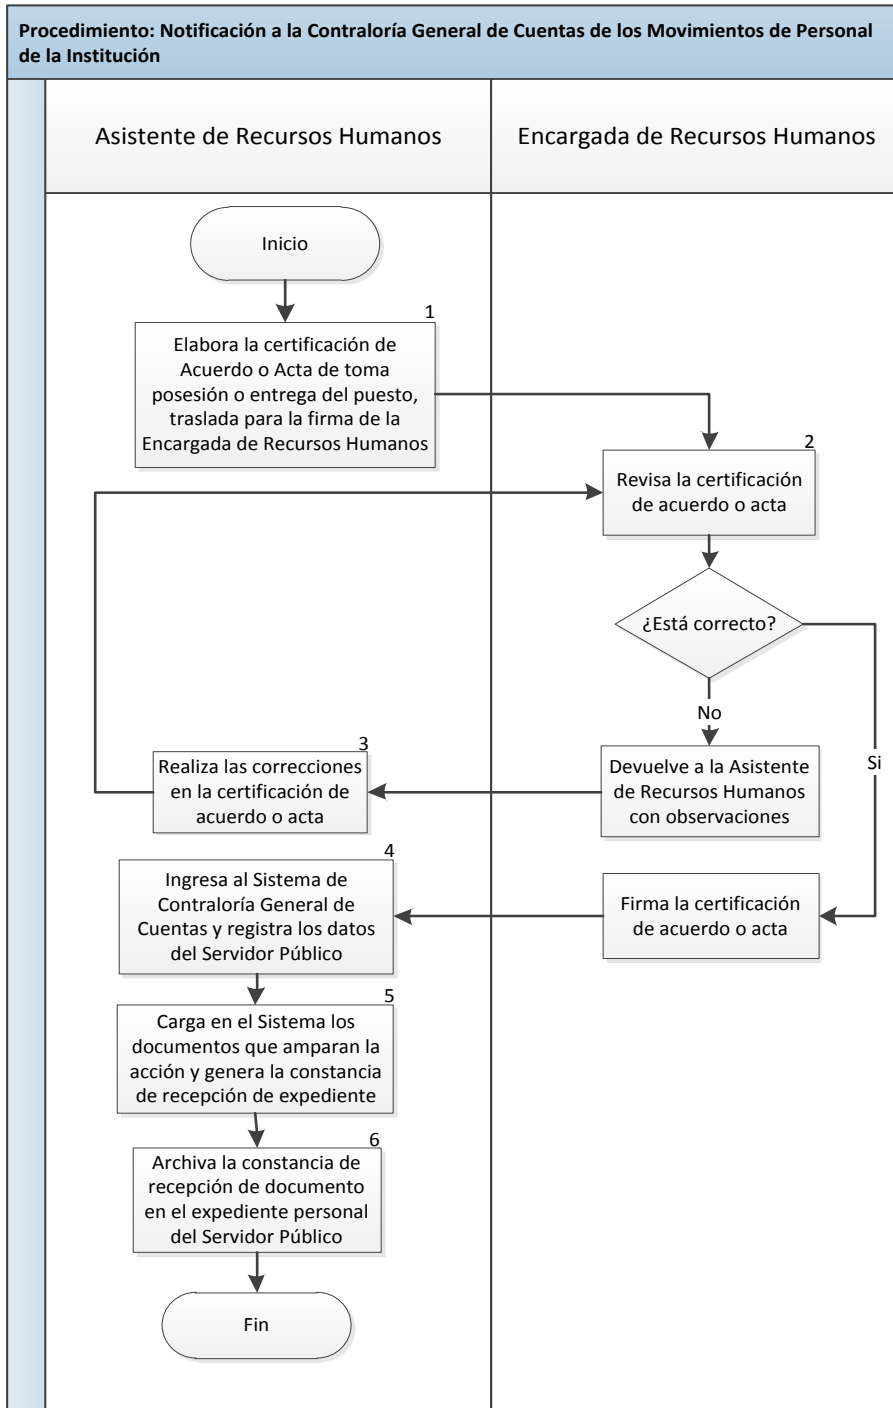 Procedimiento: Notificación a la Contraloría General de Cuentas de los Movimientos de Personal
de la Institución
Asistente de Recursos Humanos
Encargada de Recursos Humanos
Inicio
1
Elabora la certificación de
Acuerdo o Acta de toma
posesión o entrega del puesto,
traslada para la firma de la
Encargada de Recursos Humanos
2
Revisa la certificación
de acuerdo o acta
¿Está correcto?
No
Si
Devuelve a la Asistente
de Recursos Humanos
con observaciones
3
Realiza las correcciones
en la certificación de
acuerdo o acta
Firma la certificación
de acuerdo o acta
4
Ingresa al Sistema de
Contraloría General de
Cuentas y registra los datos
del Servidor Público
5
Carga en el Sistema los
documentos que amparan la
acción y genera la constancia
de recepción de expediente
6
Archiva la constancia de
recepción de documento
en el expediente personal
del Servidor Público
Fin